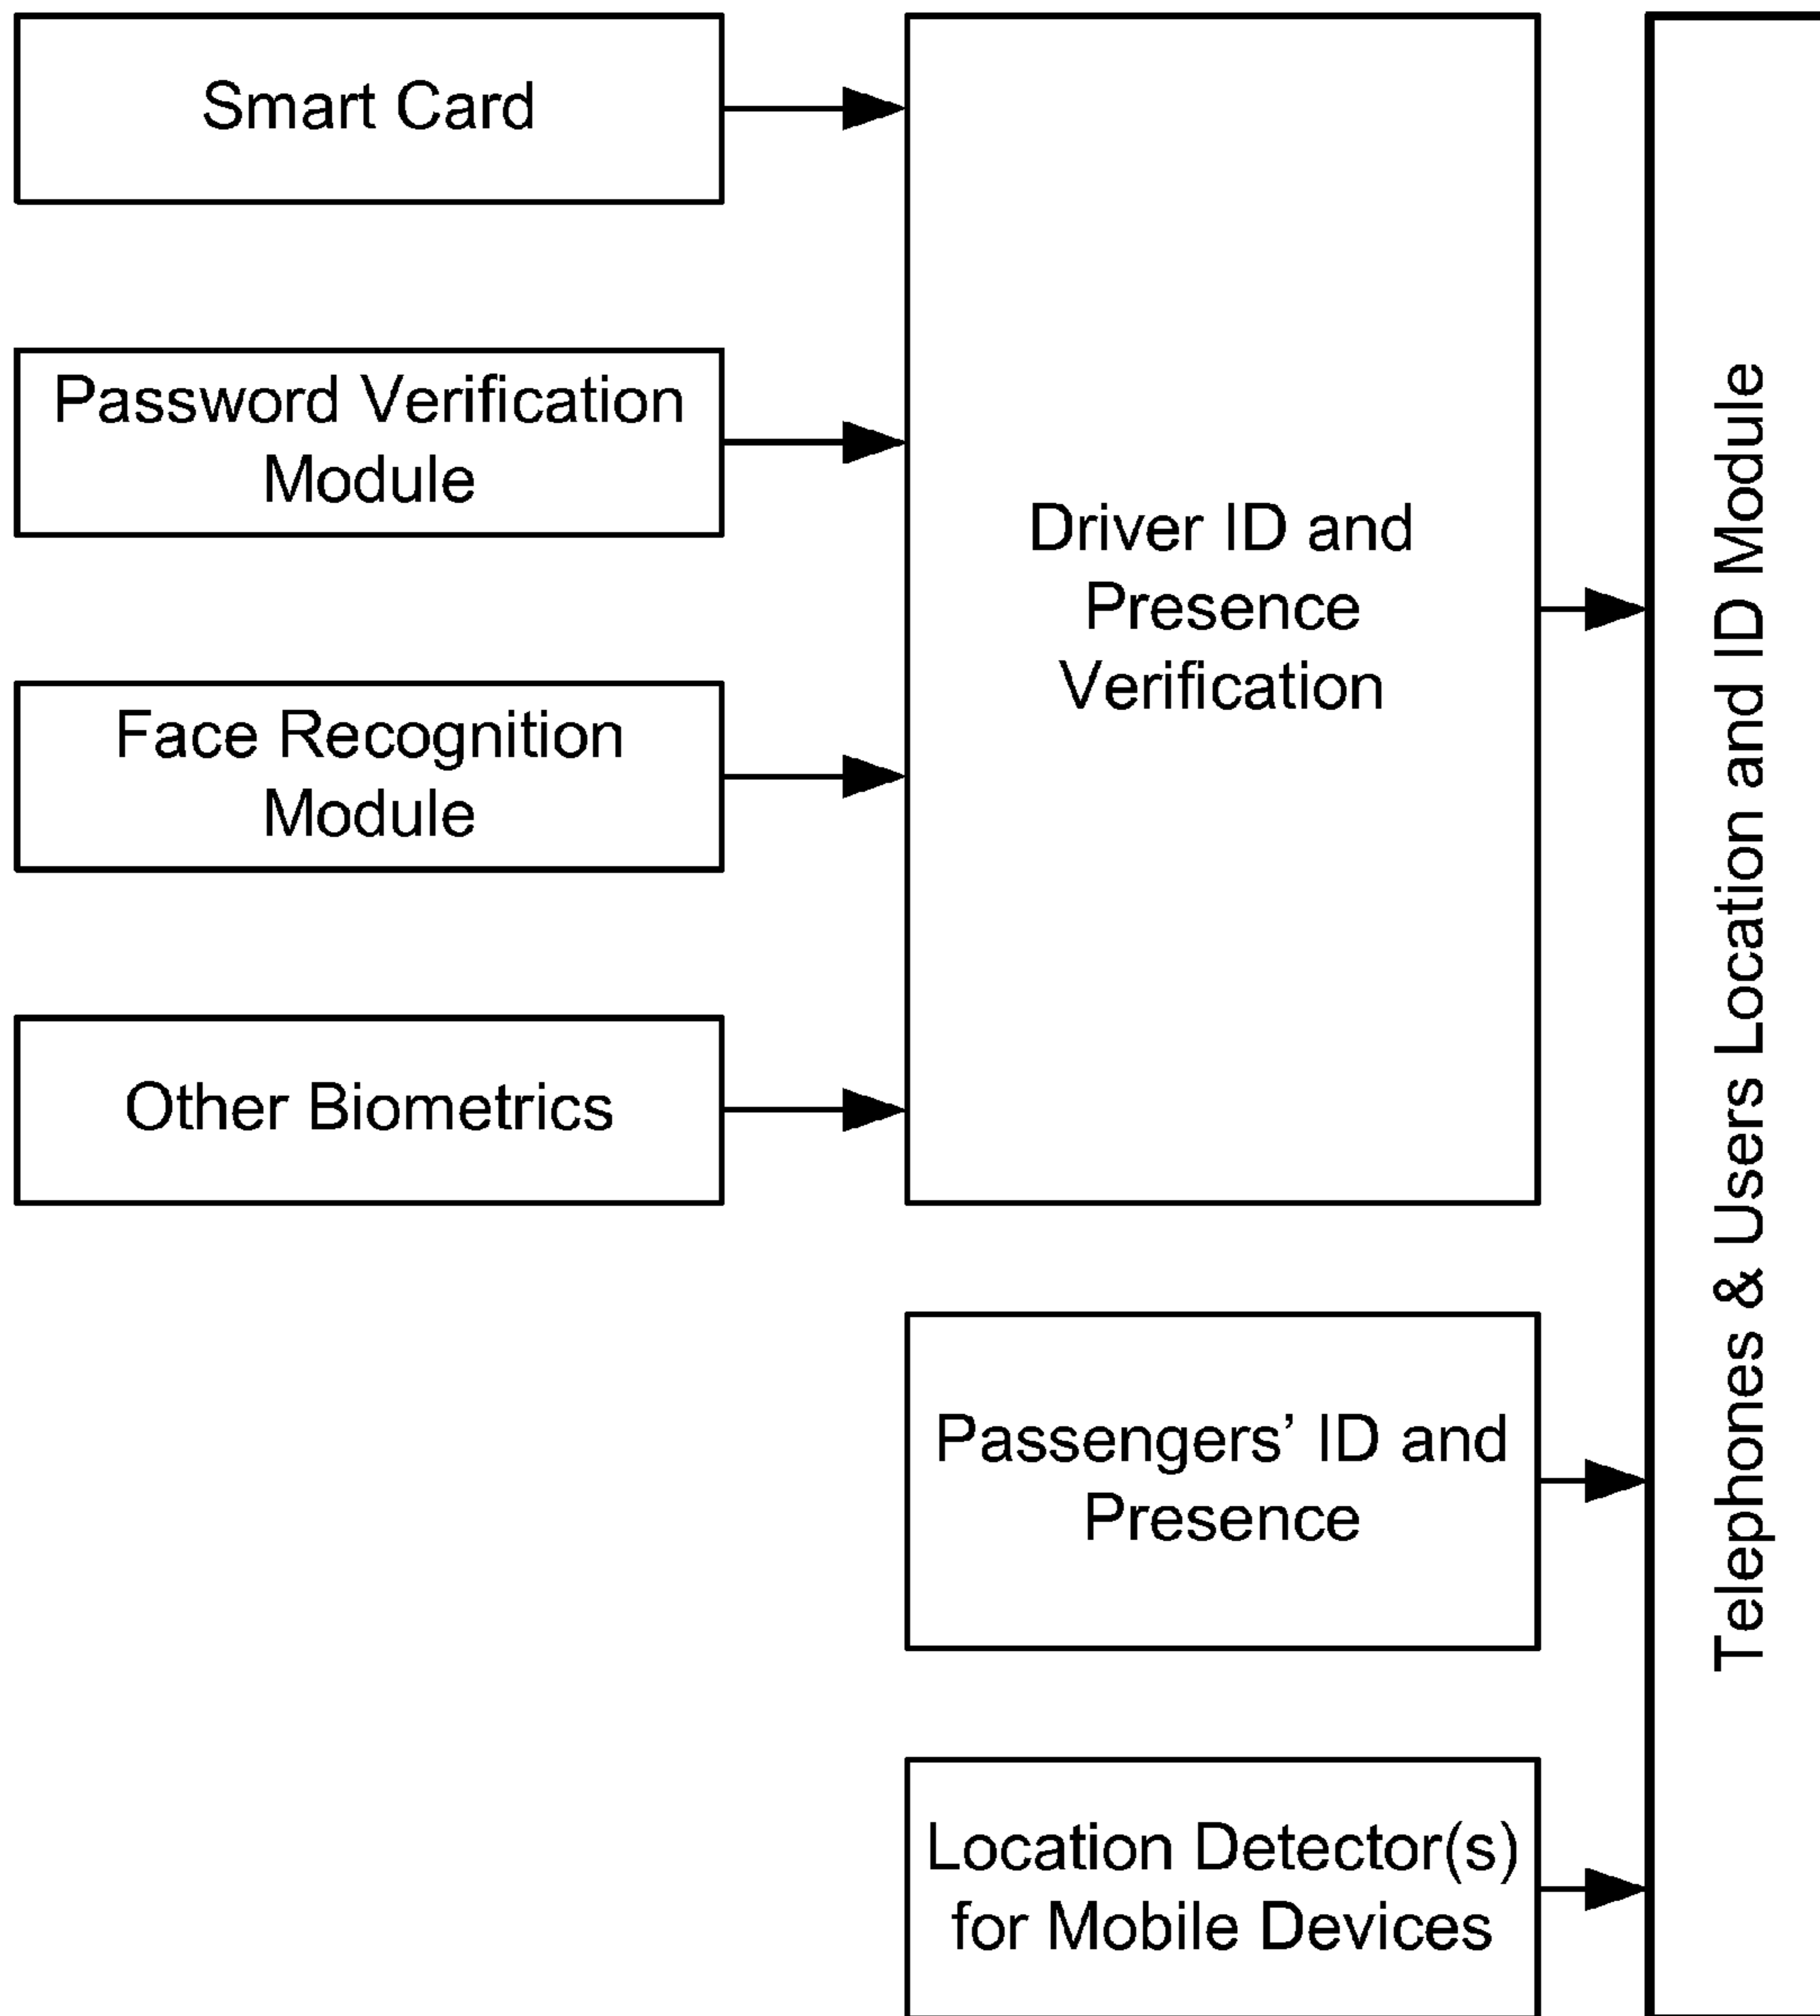 Smart Card
Password Verification
Module
Face Recognition
Module
Other Biometrics
Driver ID and
Presence
Verification
Passengers’ ID and
Presence
Location Detector(s)
for Mobile Devices
Telephones & Users Location and ID Module